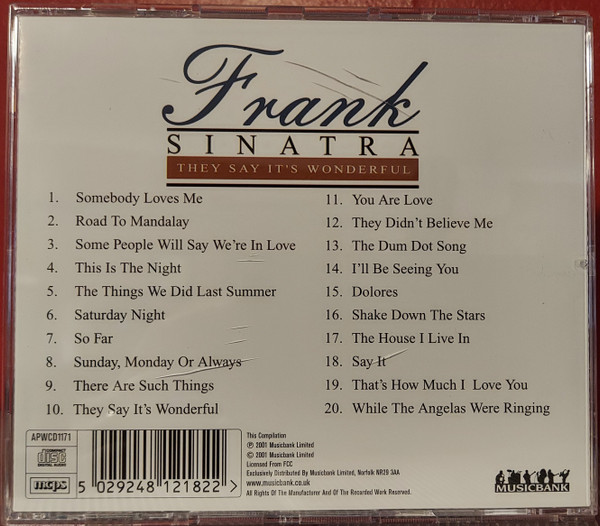 Frank
SINATRA
THEY SAY IT'S WONDERFUL
1. Somebody Loves Me
2. Road To Mandalay
3. Some People Will Say We're In Love
4. This Is The Night
5. The Things We Did Last Summer
6. Saturday Night
7. So Far
8. Sunday, Monday Or Always
9. There Are Such Things
10. They Say It's Wonderful
11. You Are Love
12. They Didn't Believe Me
13. The Dum Dot Song
14. I'll Be Seeing You
15. Dolores
16. Shake Down The Stars
17. The House I Live In
18. Say It
19. That's How Much I Love You
20. While The Angelas Were Ringing
APWCD1171
COMPACT
disc
DIGITAL AUDIO
mcps
5 029248 121822 >
This Compilation
℗ 2001 Musicbank Limited
© 2001 Musicbank Limited
Licensed From FCC
Exclusively Distributed By Musicbank Limited, Norfolk NR29 3AA
www.musicbank.co.uk
All Rights Of The Manufacturer And Of The Recorded Work Reserved.
MUSICBANK